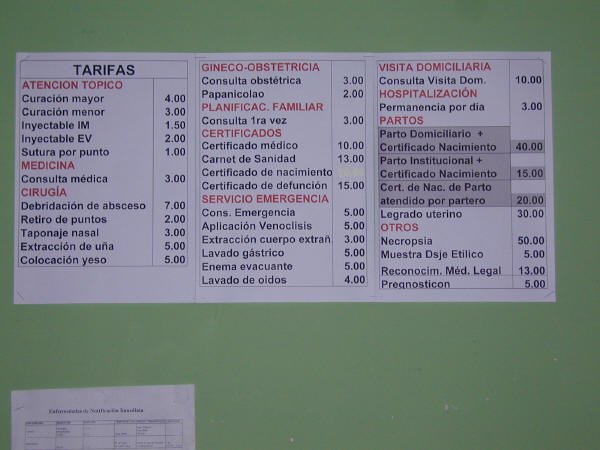 TARIFAS
ATENCION TOPICO
Curación mayor 4.00
Curación menor 3.00
Inyectable IM 1.50
Inyectable EV 2.00
Sutura por punto 1.00
MEDICINA
Consulta médica 3.00
CIRUGÍA
Debridación de absceso 7.00
Retiro de puntos 2.00
Taponaje nasal 3.00
Extracción de uña 5.00
Colocación yeso 5.00
GINECO-OBSTETRICIA
Consulta obstétrica 3.00
Papanicolao 2.00
PLANIFICAC. FAMILIAR
Consulta 1ra vez 3.00
CERTIFICADOS
Certificado médico 10.00
Carnet de Sanidad 13.00
Certificado de nacimiento
Certificado de defunción 15.00
SERVICIO EMERGENCIA
Cons. Emergencia 5.00
Aplicación Venoclisis 5.00
Extracción cuerpo extrañ. 3.00
Lavado gástrico 5.00
Enema evacuante 5.00
Lavado de oidos 4.00
VISITA DOMICILIARIA
Consulta Visita Dom. 10.00
HOSPITALIZACIÓN
Permanencia por día 3.00
PARTOS
Parto Domiciliario +
Certificado Nacimiento 40.00
Parto Institucional +
Certificado Nacimiento 15.00
Cert. de Nac. de Parto
atendido por partero 20.00
Legrado uterino 30.00
OTROS
Necropsia 50.00
Muestra Dsje Etilico 5.00
Reconocim. Méd. Legal 13.00
Pregnosticon 5.00
Enfermedades de Notificación Inmediata